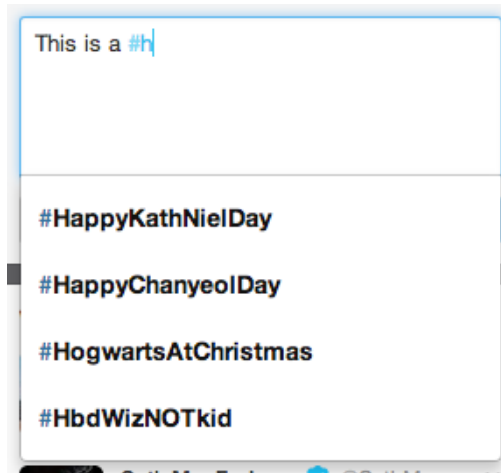 This is a #h
#HappyKathNielDay
#HappyChanyeolDay
#HogwartsAtChristmas
#HbdWizNOTkid